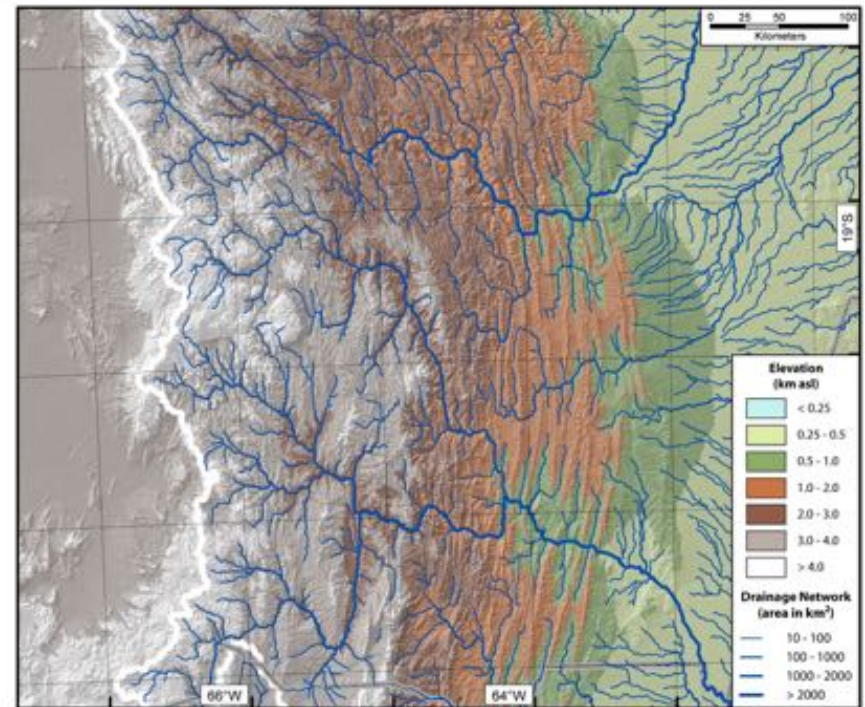 0 25 50 100
Kilometers
19°S
Elevation
(km asl)
< 0.25
0.25 - 0.5
0.5 - 1.0
1.0 - 2.0
2.0 - 3.0
3.0 - 4.0
> 4.0
Drainage Network
(area in km²)
10 - 100
100 - 1000
1000 - 2000
> 2000
66°W
64°W